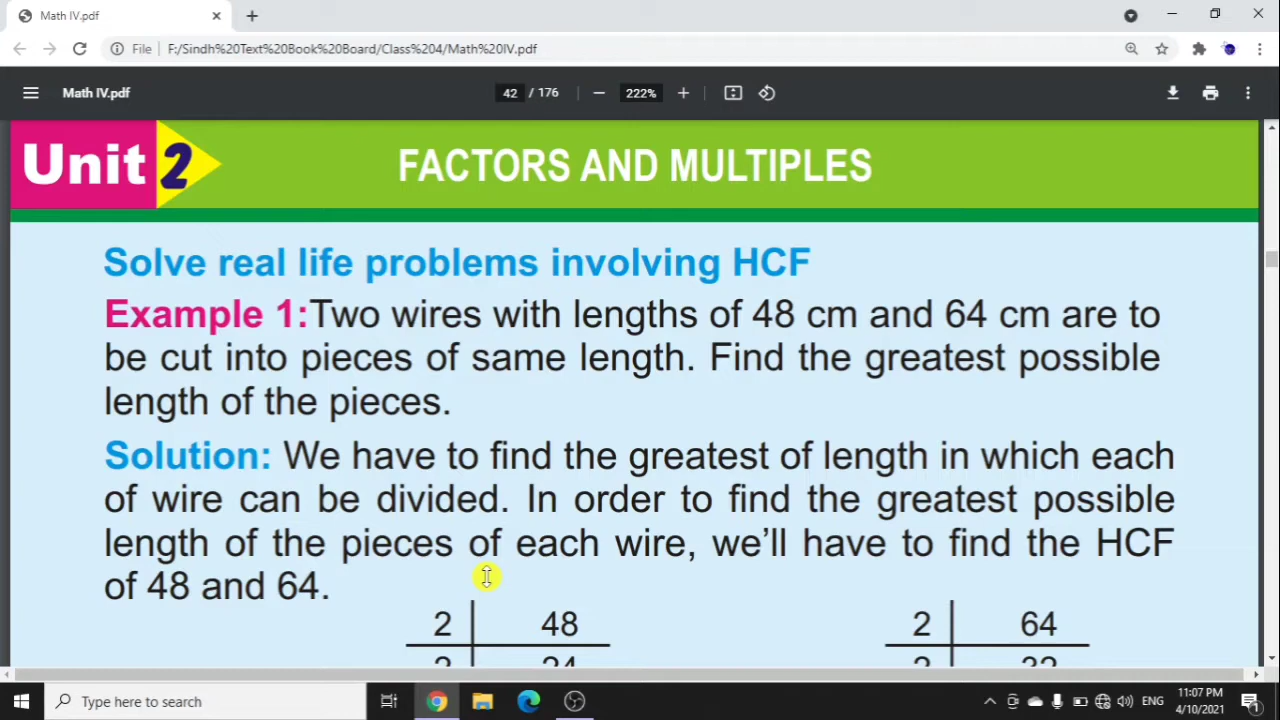 Math IV.pdf
File | F:/Sindh%20Text%20Book%20Board/Class%204/Math%20IV.pdf
Math IV.pdf 42 / 176 222%
Unit 2 FACTORS AND MULTIPLES
Solve real life problems involving HCF
Example 1:Two wires with lengths of 48 cm and 64 cm are to
be cut into pieces of same length. Find the greatest possible
length of the pieces.
Solution: We have to find the greatest of length in which each
of wire can be divided. In order to find the greatest possible
length of the pieces of each wire, we'll have to find the HCF
of 48 and 64.
2 48 2 64
2 24 2 32
Type here to search ENG 11:07 PM
4/10/2021